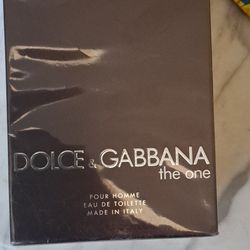 DOLCE & GABBANA
the one
POUR HOMME
EAU DE TOILETTE
MADE IN ITALY